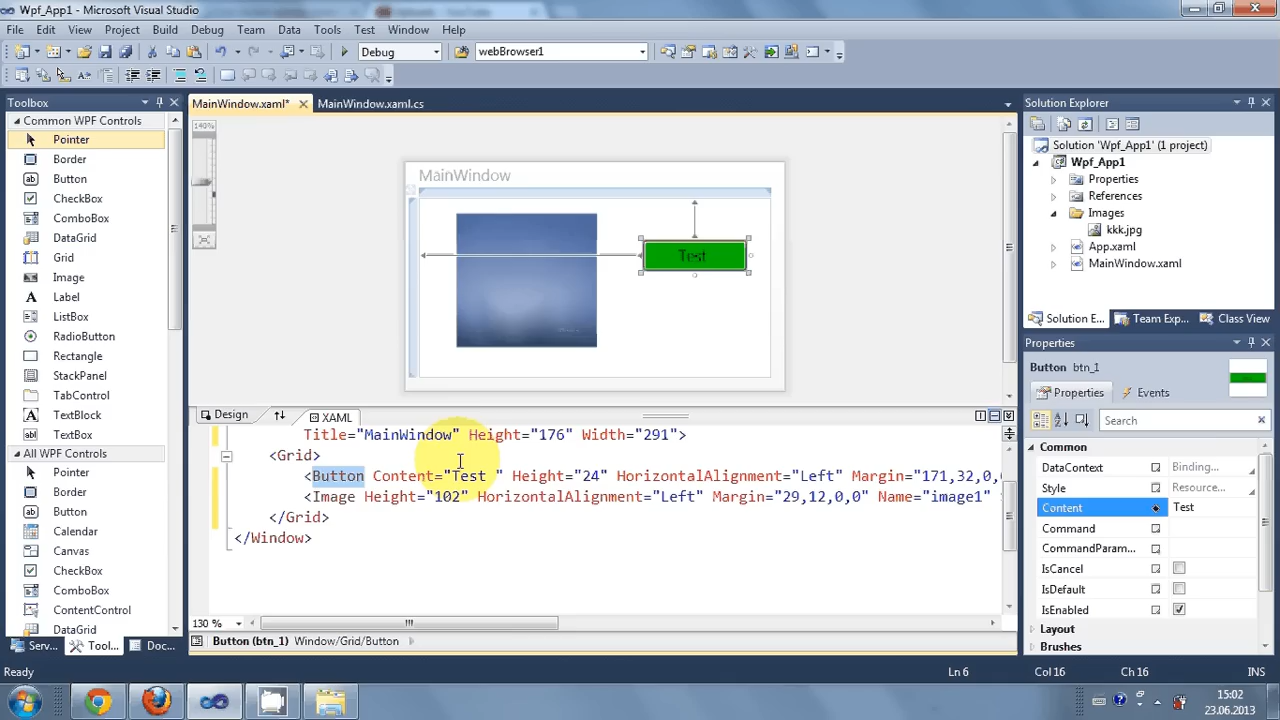 Wpf_App1 - Microsoft Visual Studio
File Edit View Project Build Debug Team Data Tools Test Window Help
Debug webBrowser1
Toolbox
Common WPF Controls
Pointer
Border
Button
CheckBox
ComboBox
DataGrid
Grid
Image
Label
ListBox
RadioButton
Rectangle
StackPanel
TabControl
TextBlock
TextBox
All WPF Controls
Pointer
Border
Button
Calendar
Canvas
CheckBox
ComboBox
ContentControl
DataGrid
Serv... Tool... Doc...
MainWindow.xaml* MainWindow.xaml.cs
140%
MainWindow
Test
Design XAML
Title="MainWindow" Height="176" Width="291">
<Grid>
<Button Content="Test " Height="24" HorizontalAlignment="Left" Margin="171,32,0,0
<Image Height="102" HorizontalAlignment="Left" Margin="29,12,0,0" Name="image1"
</Grid>
</Window>
130 %
Button (btn_1) Window/Grid/Button
Solution Explorer
Solution 'Wpf_App1' (1 project)
Wpf_App1
Properties
References
Images
kkk.jpg
App.xaml
MainWindow.xaml
Solution E... Team Exp... Class View
Properties
Button btn_1
Properties Events
Search
Common
DataContext Binding...
Style Resource...
Content Test
Command
CommandParam...
IsCancel
IsDefault
IsEnabled
Layout
Brushes
Ready Ln 6 Col 16 Ch 16 INS
15:02
23.06.2013